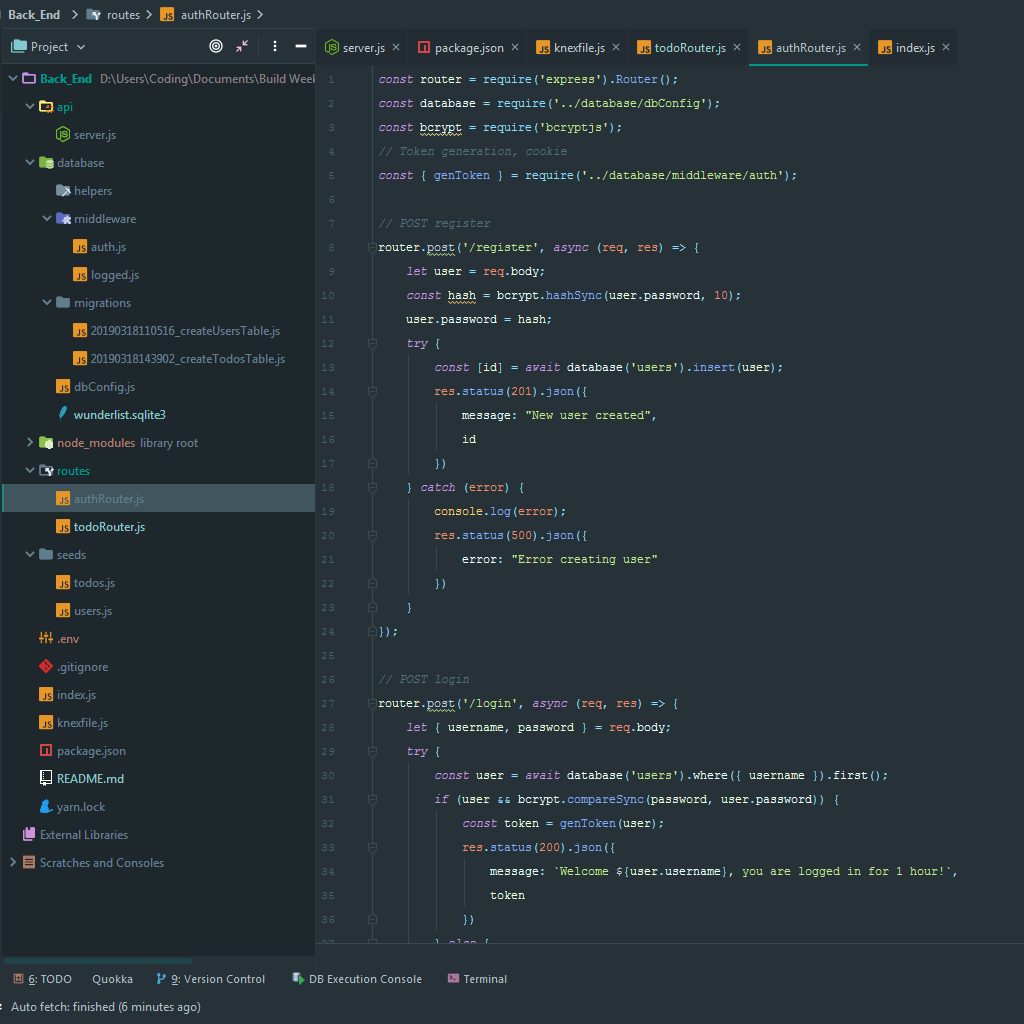 Back_End routes authRouter.js
Project
server.js package.json knexfile.js todoRouter.js authRouter.js index.js
Back_End D:\Users\Coding\Documents\Build Week
api
server.js
database
helpers
middleware
auth.js
logged.js
migrations
20190318110516_createUsersTable.js
20190318143902_createTodosTable.js
dbConfig.js
wunderlist.sqlite3
node_modules library root
routes
authRouter.js
todoRouter.js
seeds
todos.js
users.js
.env
.gitignore
index.js
knexfile.js
package.json
README.md
yarn.lock
External Libraries
Scratches and Consoles
1 const router = require('express').Router();
2 const database = require('../database/dbConfig');
3 const bcrypt = require('bcryptjs');
4 // Token generation, cookie
5 const { genToken } = require('../database/middleware/auth');
6
7 // POST register
8 router.post('/register', async (req, res) => {
9 let user = req.body;
10 const hash = bcrypt.hashSync(user.password, 10);
11 user.password = hash;
12 try {
13 const [id] = await database('users').insert(user);
14 res.status(201).json({
15 message: "New user created",
16 id
17 })
18 } catch (error) {
19 console.log(error);
20 res.status(500).json({
21 error: "Error creating user"
22 })
23 }
24 });
25
26 // POST login
27 router.post('/login', async (req, res) => {
28 let { username, password } = req.body;
29 try {
30 const user = await database('users').where({ username }).first();
31 if (user && bcrypt.compareSync(password, user.password)) {
32 const token = genToken(user);
33 res.status(200).json({
34 message: `Welcome ${user.username}, you are logged in for 1 hour!`,
35 token
36 })
37 } else {
6: TODO Quokka 9: Version Control DB Execution Console Terminal
Auto fetch: finished (6 minutes ago)